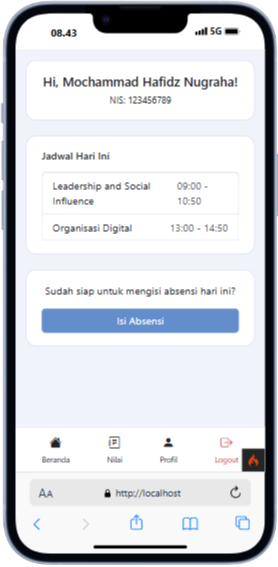 08.43 5G
Hi, Mochammad Hafidz Nugraha!
NIS: 123456789
Jadwal Hari Ini
Leadership and Social 09:00 -
Influence 10:50
Organisasi Digital 13:00 - 14:50
Sudah siap untuk mengisi absensi hari ini?
Isi Absensi
Beranda Nilai Profil Logout
AA http://localhost